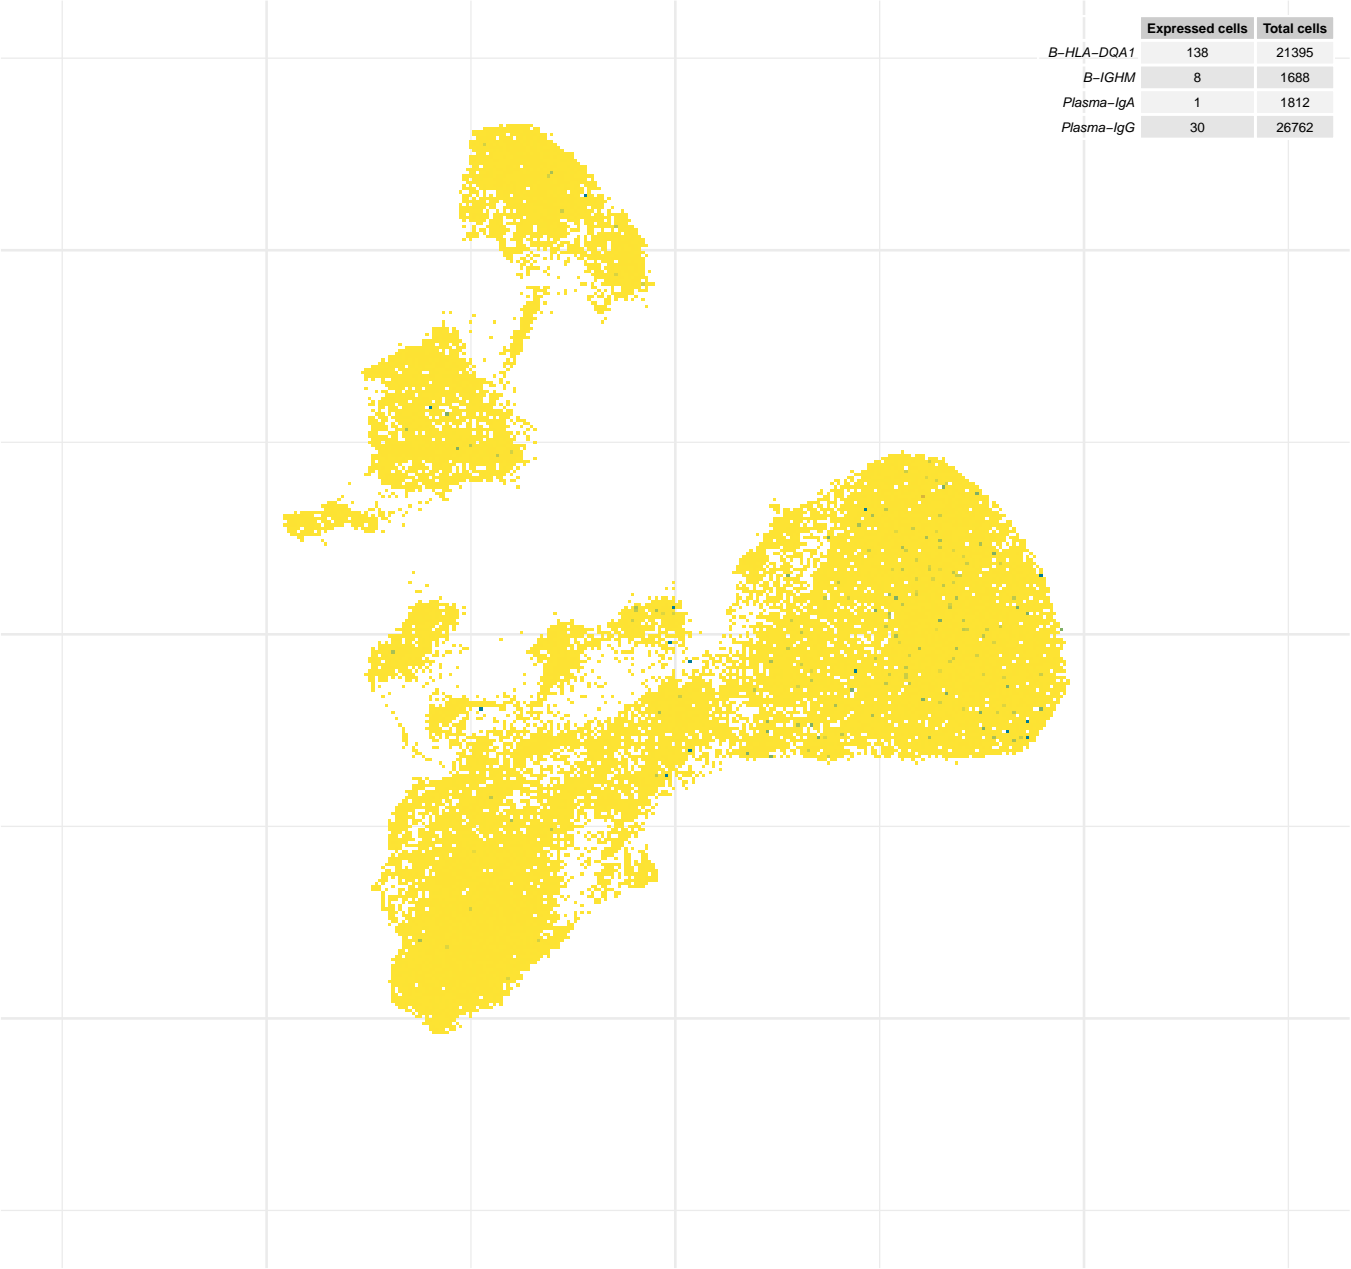 Expressed cells Total cells
B−HLA−DQA1 138 21395
B−IGHM 8 1688
Plasma−IgA 1 1812
Plasma−IgG 30 26762